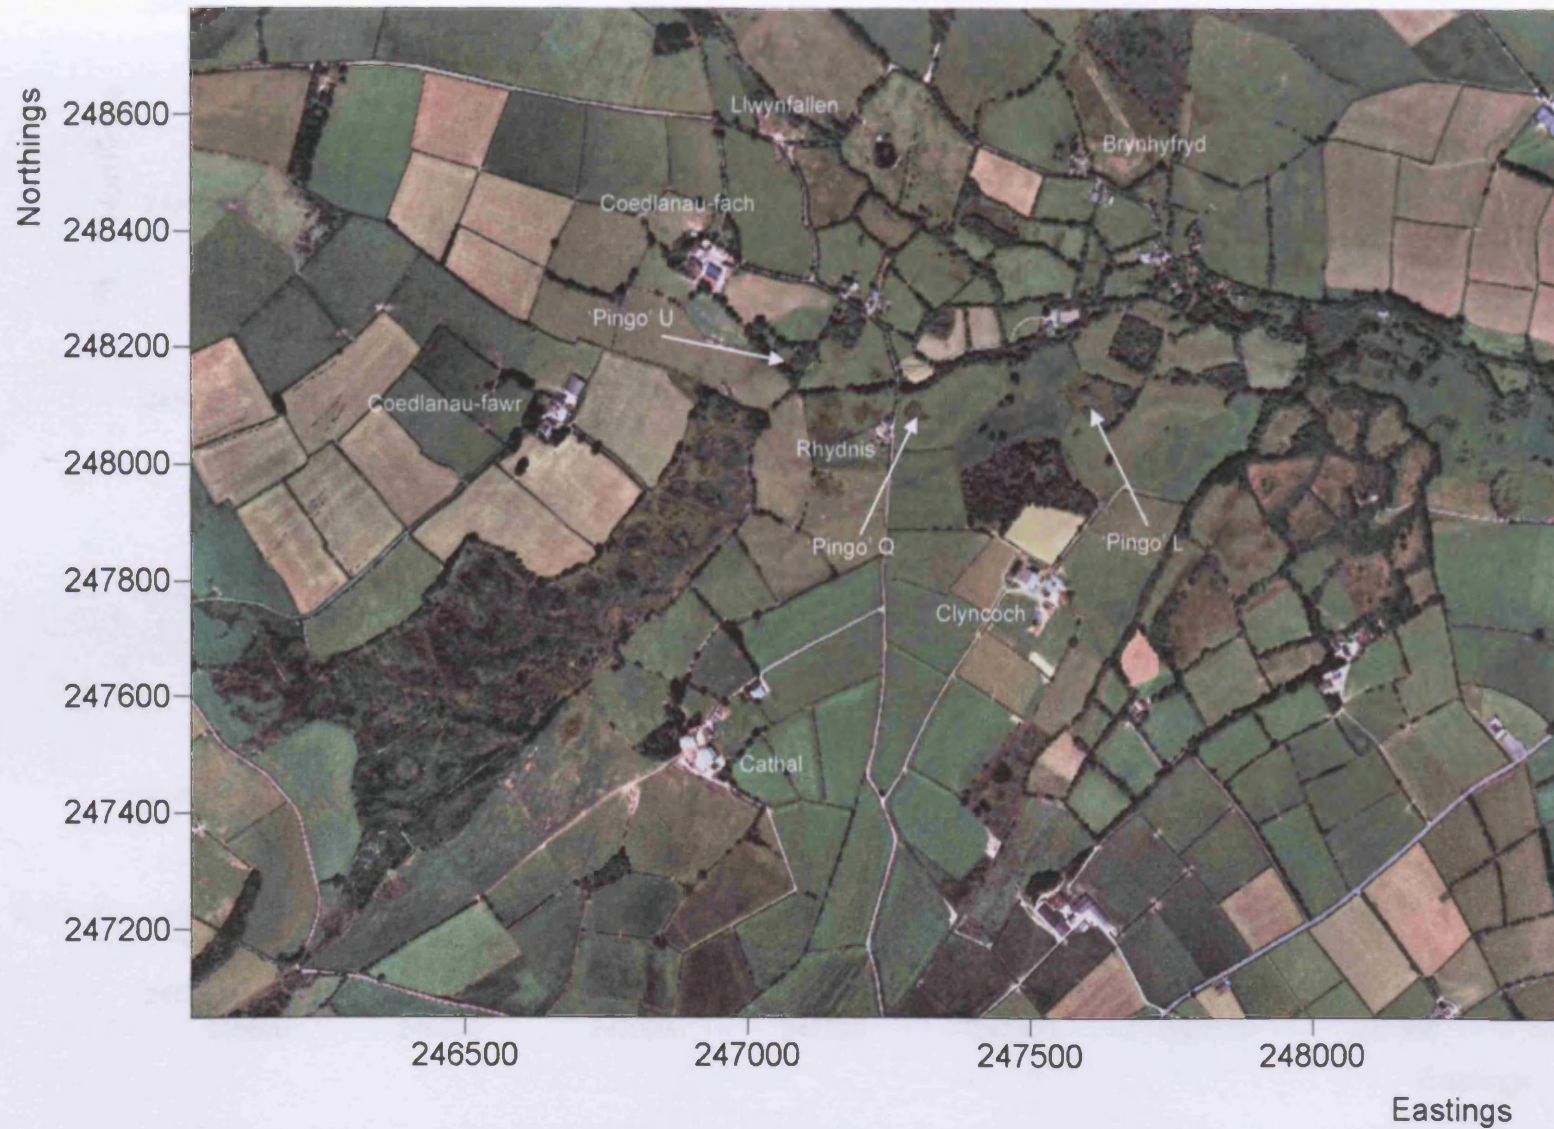 Northings
248600
248400
248200
248000
247800
247600
247400
247200
Llwynfallen
Brynhyfryd
Coedlanau-fach
'Pingo' U
Coedlanau-fawr
Rhydnis
'Pingo' Q
'Pingo' L
Clyncoch
Cathal
246500
247000
247500
248000
Eastings